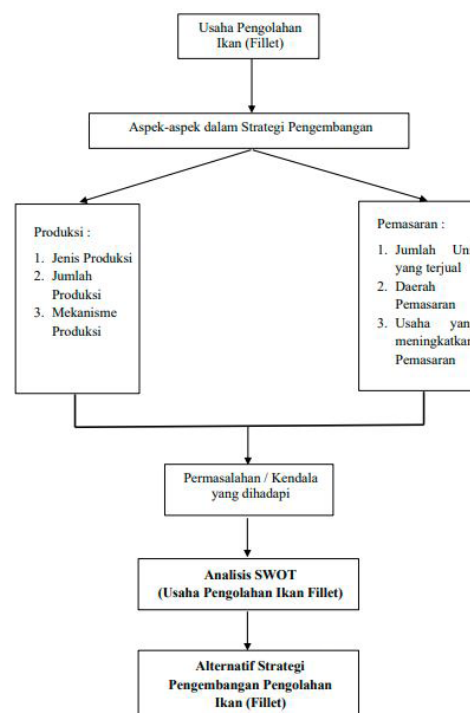 Usaha Pengolahan
Ikan (Fillet)
Aspek-aspek dalam Strategi Pengembangan
Produksi :
1. Jenis Produksi
2. Jumlah
Produksi
3. Mekanisme
Produksi
Pemasaran :
1. Jumlah Un
yang terjual
2. Daerah
Pemasaran
3. Usaha yan
meningkatkan
Pemasaran
Permasalahan / Kendala
yang dihadapi
Analisis SWOT
(Usaha Pengolahan Ikan Fillet)
Alternatif Strategi
Pengembangan Pengolahan
Ikan (Fillet)